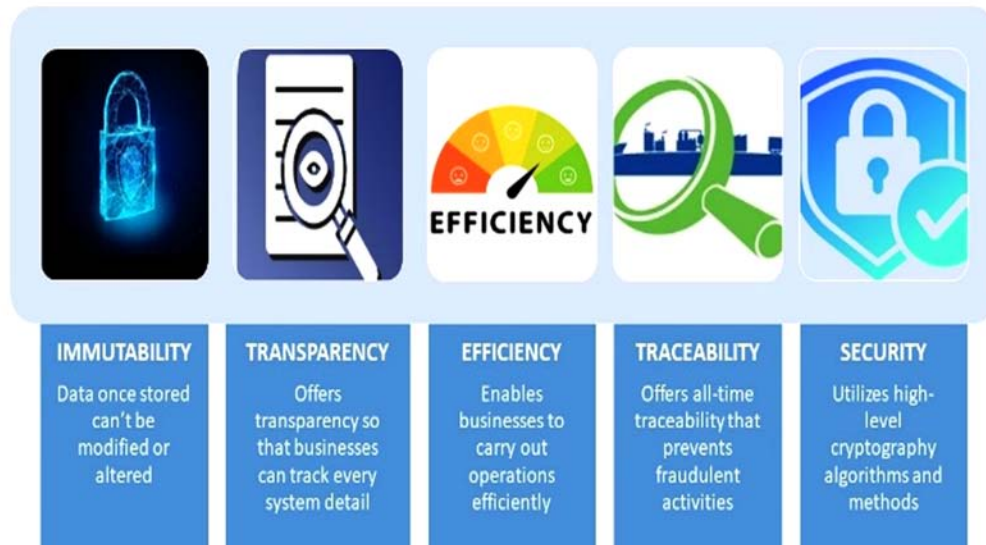 EFFICIENCY
IMMUTABILITY
Data once stored
can't be
modified or
altered
TRANSPARENCY
Offers
transparency so
that businesses
can track every
system detail
EFFICIENCY
Enables
businesses to
carry out
operations
efficiently
TRACEABILITY
Offers all-time
traceability that
prevents
fraudulent
activities
SECURITY
Utilizes high-
level
cryptography
algorithms and
methods